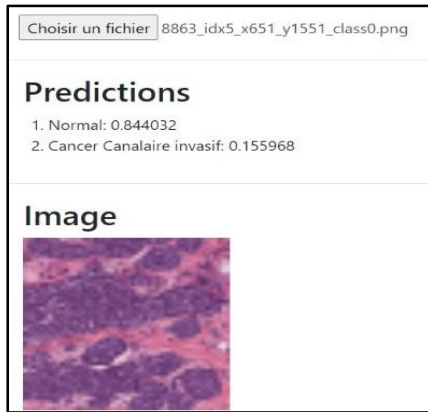 Choisir un fichier 8863_idx5_x651_y1551_class0.png
Predictions
1. Normal: 0.844032
2. Cancer Canalaire invasif: 0.155968
Image